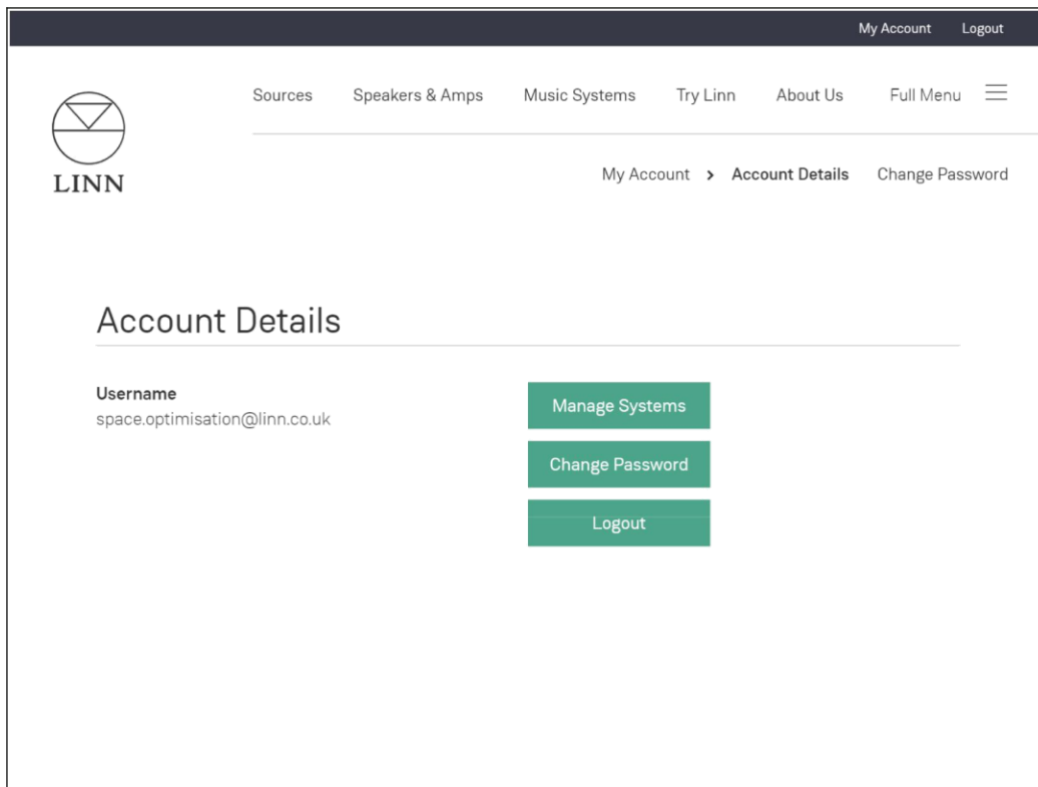 My Account Logout
Sources Speakers & Amps Music Systems Try Linn About Us Full Menu
LINN
My Account > Account Details Change Password
Account Details
Username
space.optimisation@linn.co.uk
Manage Systems
Change Password
Logout